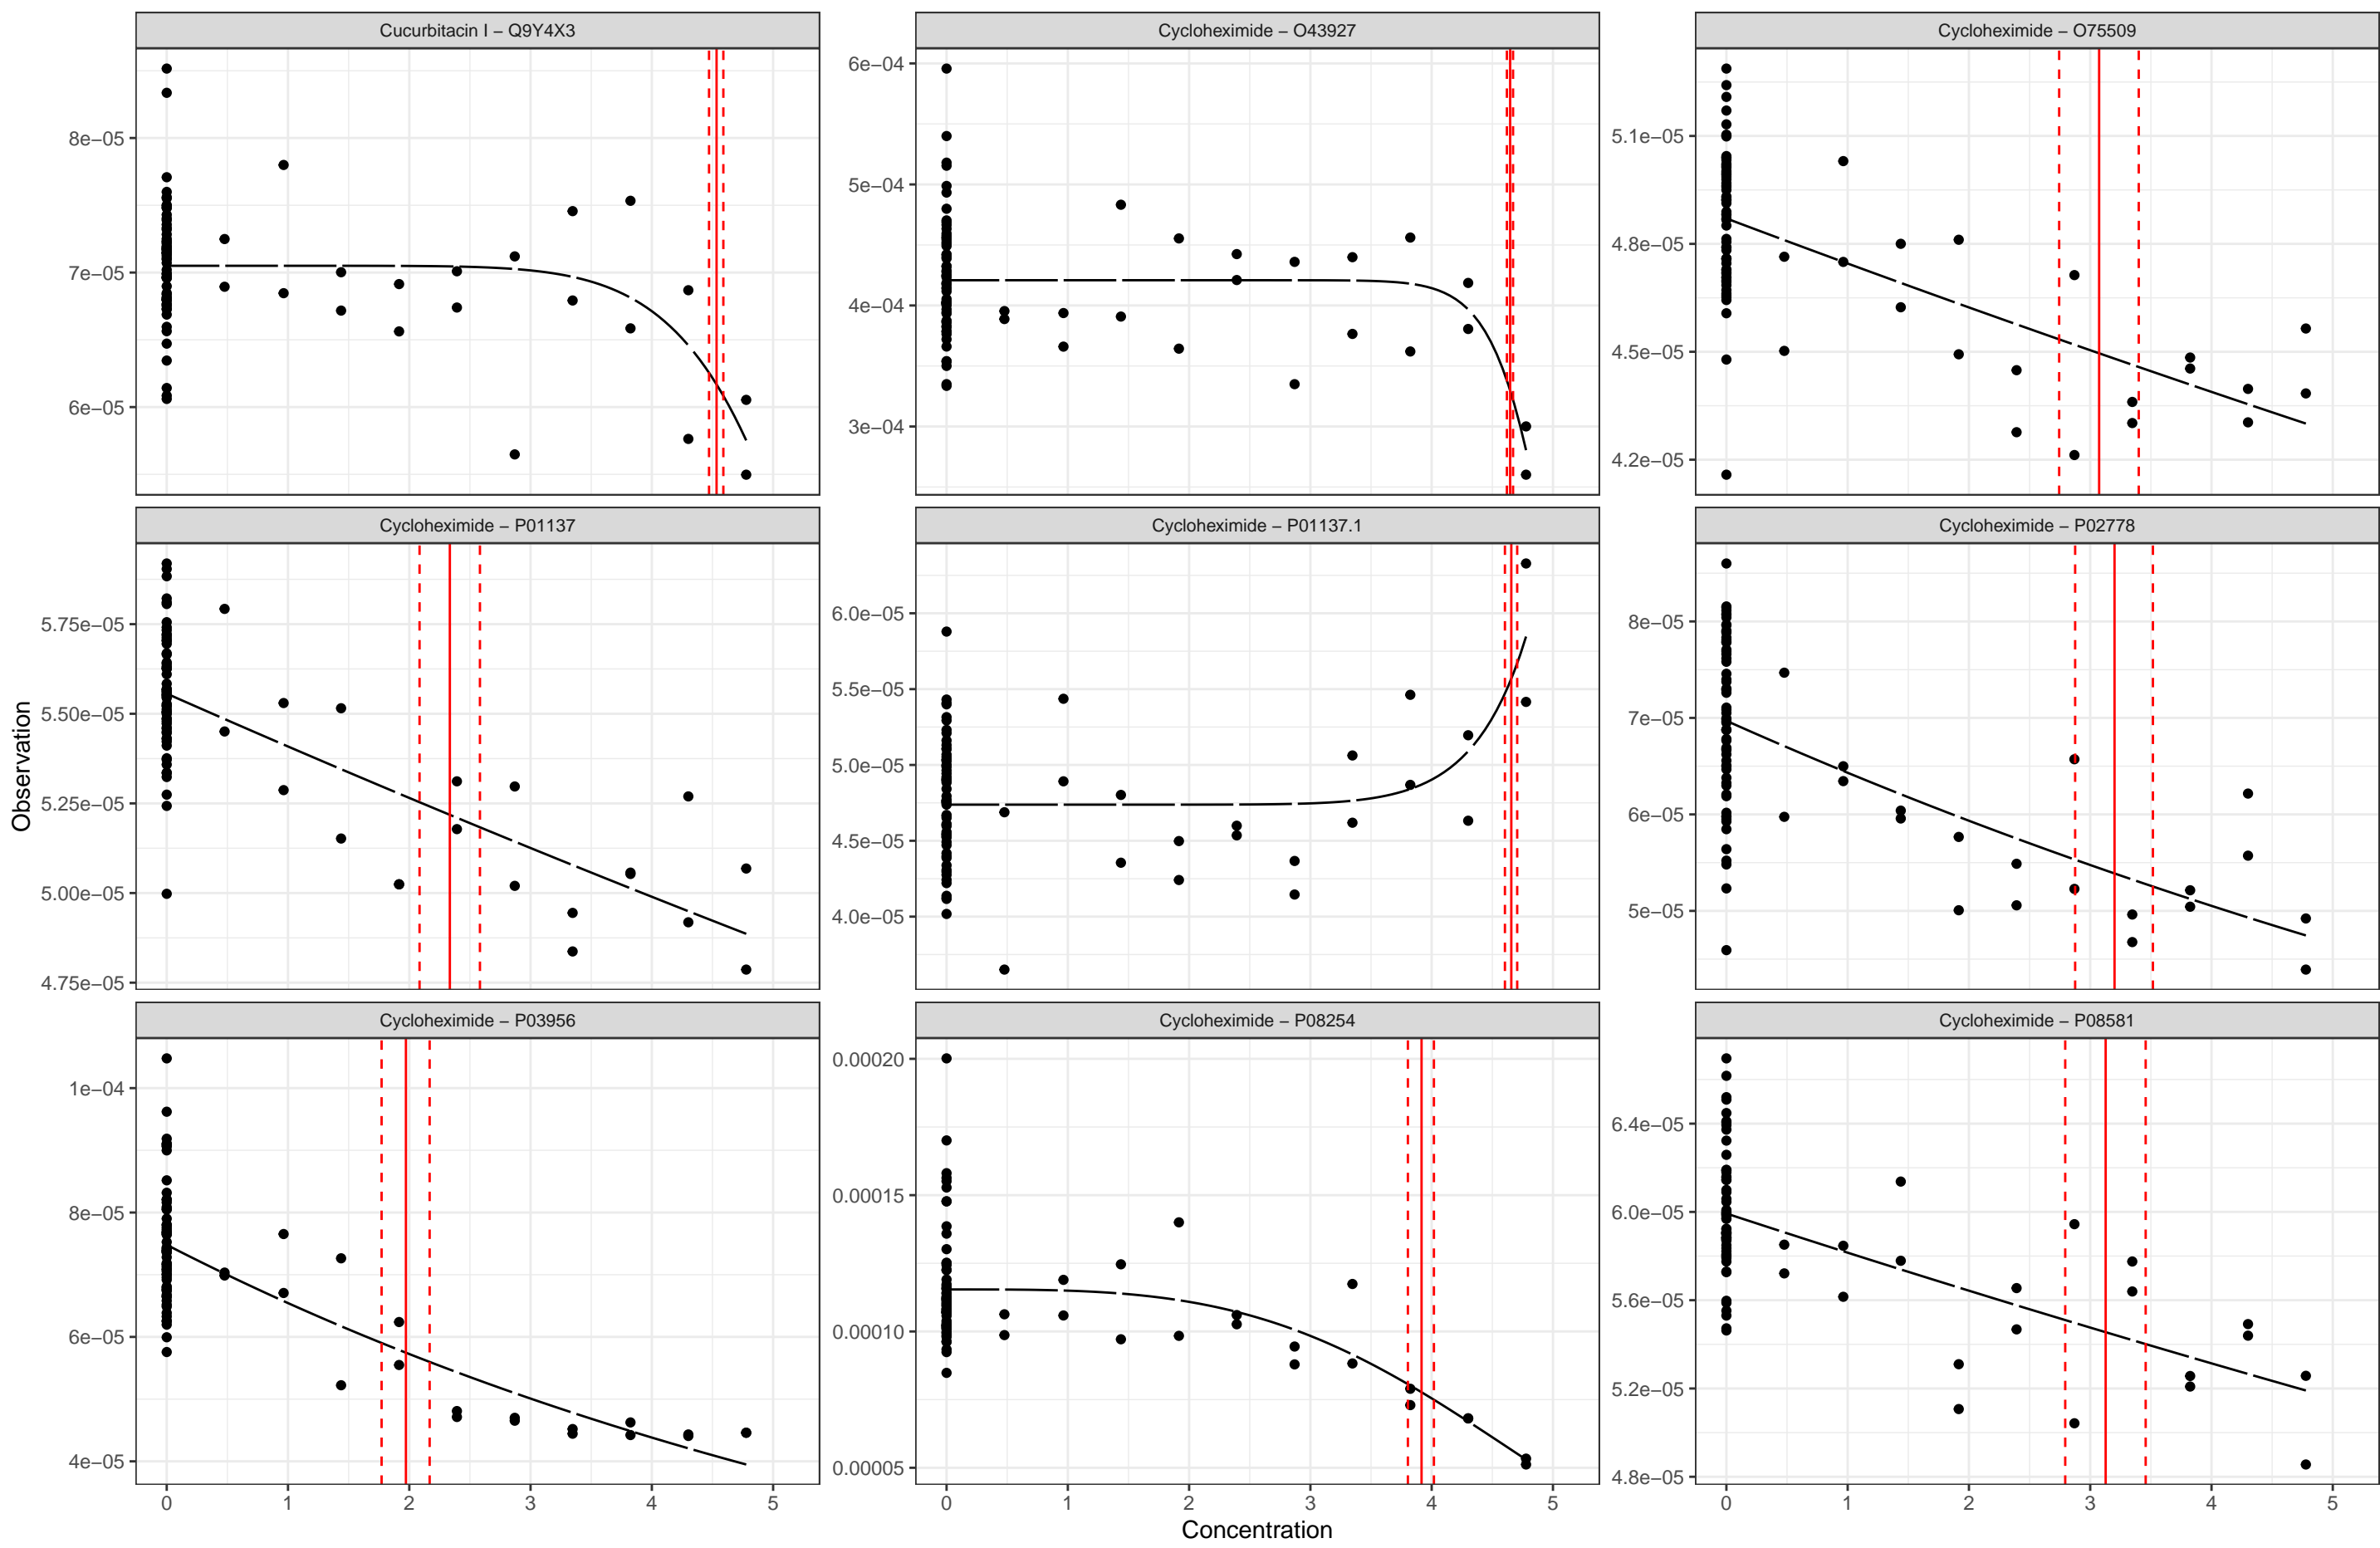 Cucurbitacin I – Q9Y4X3
Cycloheximide – O43927
Cycloheximide – O75509
8e−05
7e−05
6e−05
6e−04
5e−04
4e−04
3e−04
5.1e−05
4.8e−05
4.5e−05
4.2e−05
Cycloheximide – P01137
Cycloheximide – P01137.1
Cycloheximide – P02778
Observation
5.75e−05
5.50e−05
5.25e−05
5.00e−05
4.75e−05
6.0e−05
5.5e−05
5.0e−05
4.5e−05
4.0e−05
8e−05
7e−05
6e−05
5e−05
Cycloheximide – P03956
Cycloheximide – P08254
Cycloheximide – P08581
1e−04
8e−05
6e−05
4e−05
0.00020
0.00015
0.00010
0.00005
6.4e−05
6.0e−05
5.6e−05
5.2e−05
4.8e−05
0 1 2 3 4 5
0 1 2 3 4 5
0 1 2 3 4 5
Concentration